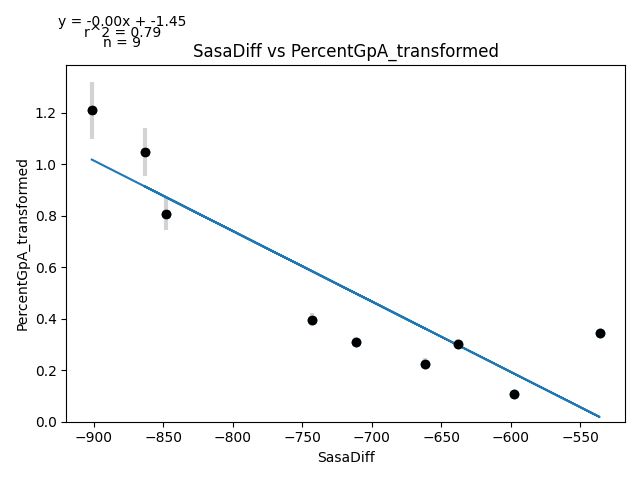 y = -0.00x + -1.45
r^2 = 0.79
n = 9
SasaDiff vs PercentGpA_transformed
PercentGpA_transformed
1.2
1.0
0.8
0.6
0.4
0.2
0.0
−900
−850
−800
−750
−700
−650
−600
−550
SasaDiff